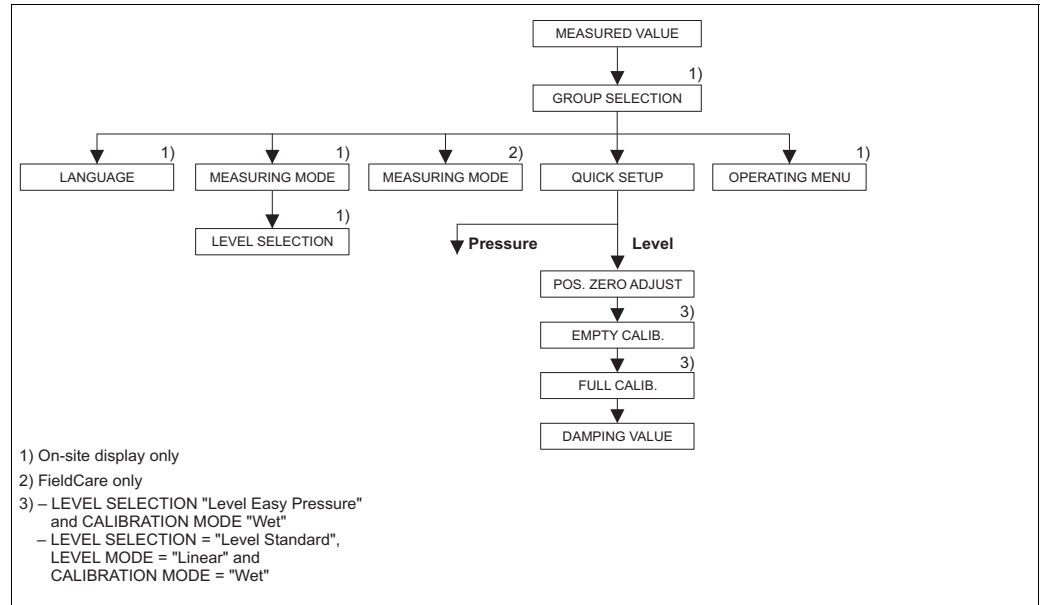 MEASURED VALUE
1)
GROUP SELECTION
1)
LANGUAGE
1)
MEASURING MODE
2)
MEASURING MODE
QUICK SETUP
1)
OPERATING MENU
1)
LEVEL SELECTION
Pressure
Level
POS. ZERO ADJUST
3)
EMPTY CALIB.
3)
FULL CALIB.
DAMPING VALUE
1) On-site display only
2) FieldCare only
3) – LEVEL SELECTION "Level Easy Pressure"
and CALIBRATION MODE "Wet"
– LEVEL SELECTION = "Level Standard",
LEVEL MODE = "Linear" and
CALIBRATION MODE = "Wet"